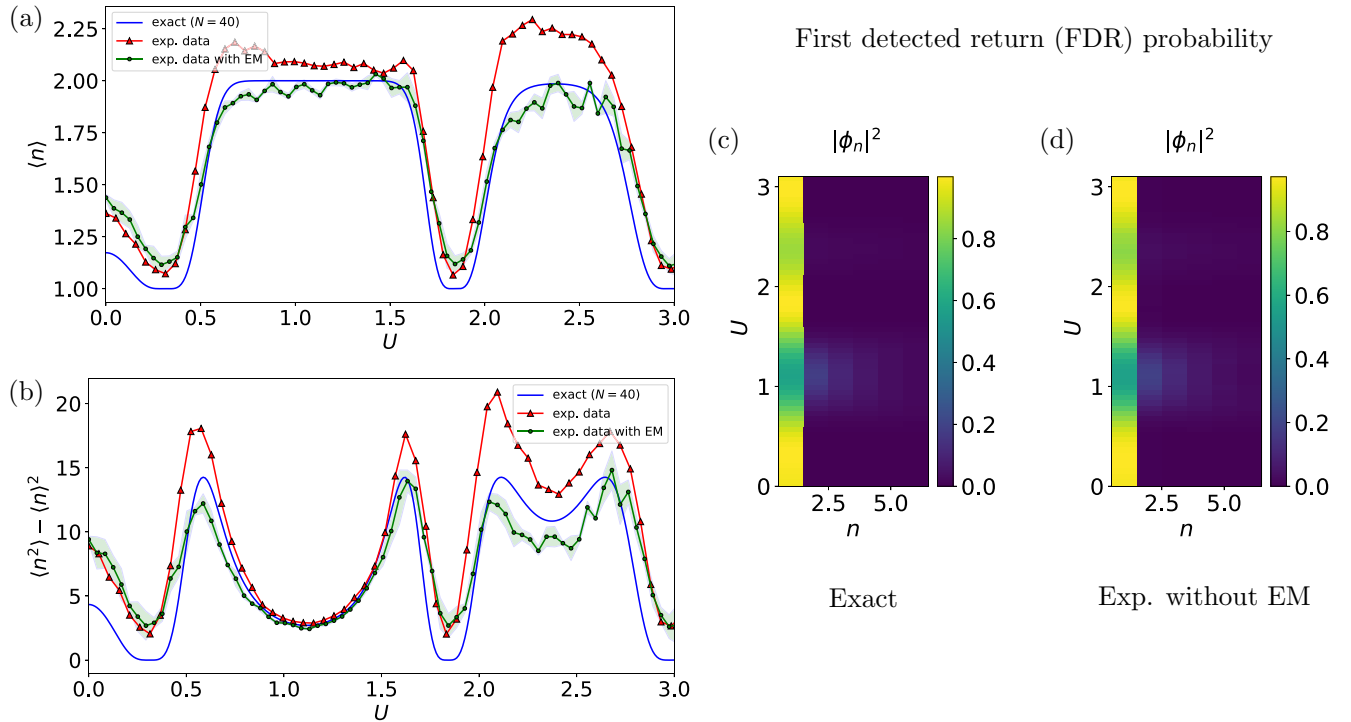 (a)
2.25
2.00
1.75
1.50
1.25
1.00
⟨n⟩
exact (N = 40)
exp. data
exp. data with EM
0.0 0.5 1.0 1.5 2.0 2.5 3.0
U
(b)
20
15
10
5
0
⟨n²⟩ − ⟨n⟩²
exact (N = 40)
exp. data
exp. data with EM
0.0 0.5 1.0 1.5 2.0 2.5 3.0
U
First detected return (FDR) probability
(c)
|ϕₙ|²
3
2
1
0
U
2.5 5.0
n
0.8
0.6
0.4
0.2
0.0
Exact
(d)
|ϕₙ|²
3
2
1
0
U
2.5 5.0
n
0.8
0.6
0.4
0.2
0.0
Exp. without EM